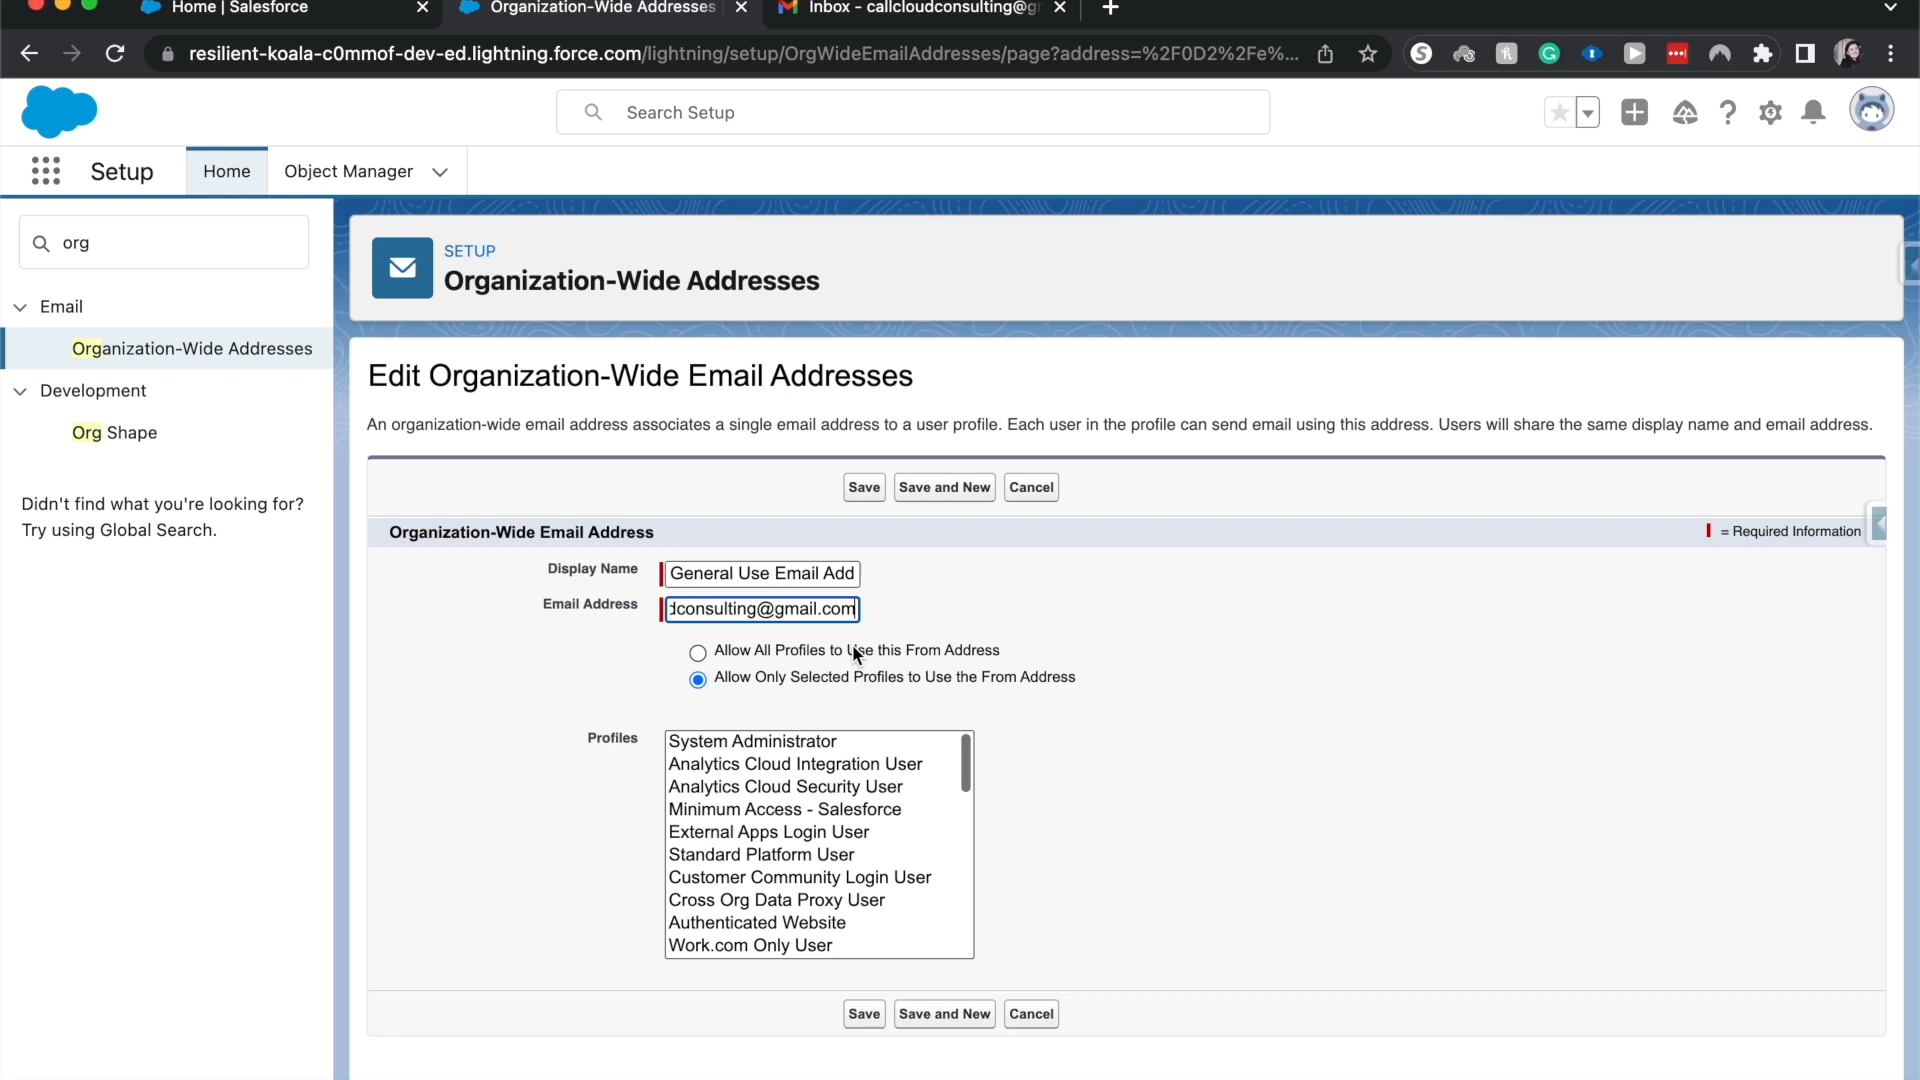 Home | Salesforce
Organization-Wide Addresses
Inbox - callcloudconsulting@g
resilient-koala-c0mmof-dev-ed.lightning.force.com/lightning/setup/OrgWideEmailAddresses/page?address=%2F0D2%2Fe%...
Search Setup
Setup
Home
Object Manager
org
Email
Organization-Wide Addresses
Development
Org Shape
Didn't find what you're looking for?
Try using Global Search.
SETUP
Organization-Wide Addresses
Edit Organization-Wide Email Addresses
An organization-wide email address associates a single email address to a user profile. Each user in the profile can send email using this address. Users will share the same display name and email address.
Save Save and New Cancel
Organization-Wide Email Address
= Required Information
Display Name General Use Email Add
Email Address dconsulting@gmail.com
Allow All Profiles to Use this From Address
Allow Only Selected Profiles to Use the From Address
Profiles
System Administrator
Analytics Cloud Integration User
Analytics Cloud Security User
Minimum Access - Salesforce
External Apps Login User
Standard Platform User
Customer Community Login User
Cross Org Data Proxy User
Authenticated Website
Work.com Only User
Save Save and New Cancel